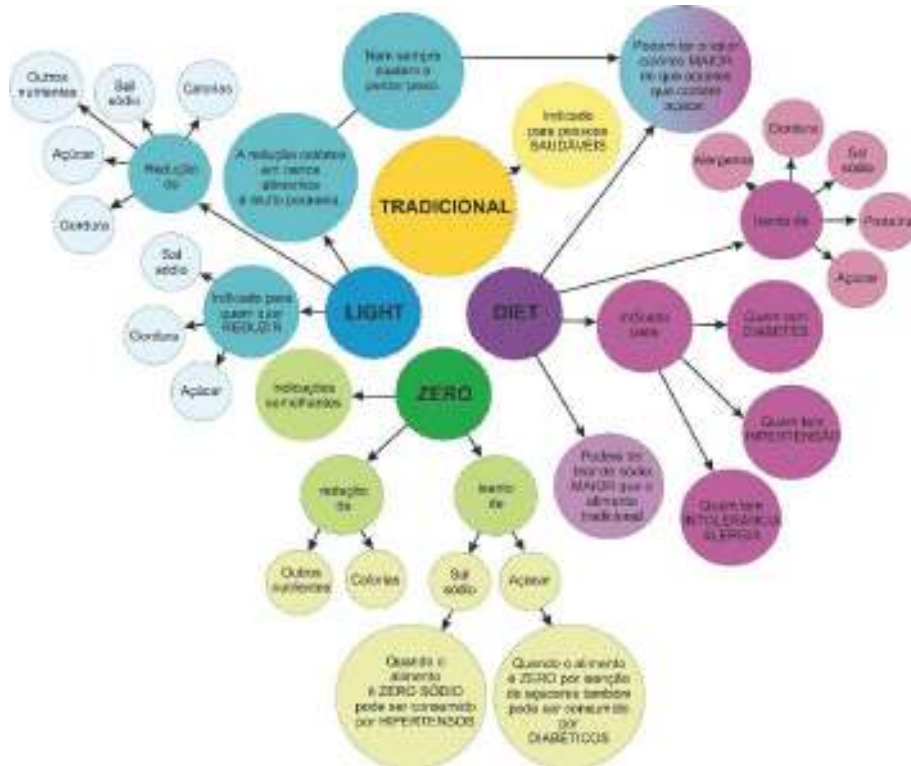 Outros
nutrientes
Sal
sódio
Calorias
Açúcar
Redução
de
Gordura
Nem sempre
ajudam a
perder peso.
A redução calórica
em
alimentos
é muito pequena.
TRADICIONAL
Indicado
para pessoas
SAUDÁVEIS
Podem ter o valor
calórico MAIOR
do que aqueles
que contêm
açúcar.
Alérgenos
Gordura
Sal
sódio
Isento de
Proteína
Açúcar
Sal
sódio
Indicado para
quem quer
REDUZIR
Gordura
Açúcar
LIGHT
DIET
Indicado
para
Quem tem
DIABETES
Quem tem
HIPERTENSÃO
Quem tem
INTOLERÂNCIA
ALERGIA
Podem ter
teor de sódio
MAIOR que o
alimento
tradicional
Indicações
semelhantes
ZERO
redução
de
isento
de
Outros
nutrientes
Calorias
Sal
sódio
Açúcar
Quando o
alimento
é ZERO SÓDIO
pode ser consumido
por HIPERTENSOS
Quando o alimento
é ZERO por isenção
de açúcares também
pode ser consumido
por
DIABÉTICOS